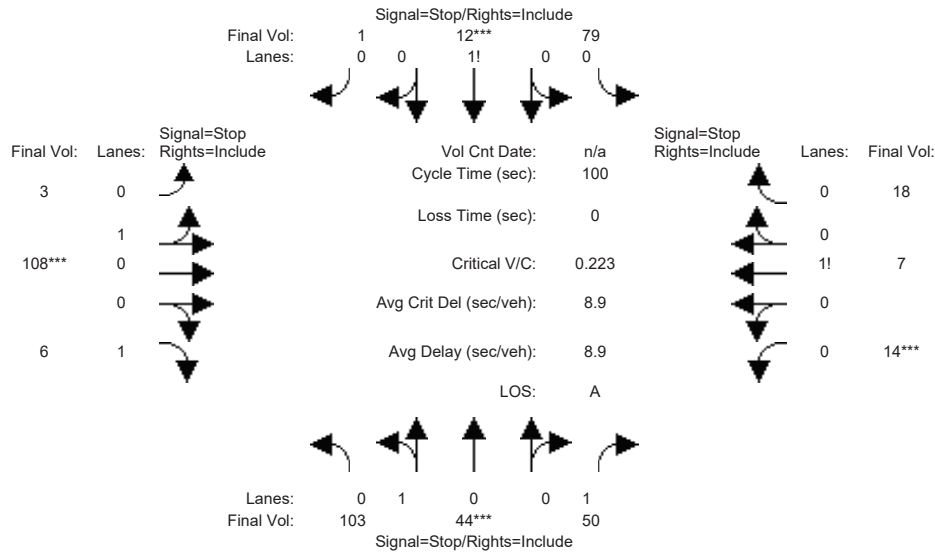 Signal=Stop/Rights=Include
Final Vol: 1 12*** 79
Lanes: 0 0 1! 0 0
Signal=Stop
Final Vol: Lanes: Rights=Include
Vol Cnt Date: n/a
Signal=Stop
Rights=Include Lanes: Final Vol:
Cycle Time (sec): 100
3 0
0 18
Loss Time (sec): 0
1
0
108*** 0
Critical V/C: 0.223
1! 7
0
Avg Crit Del (sec/veh): 8.9
0
6 1
Avg Delay (sec/veh): 8.9
0 14***
LOS: A
Lanes: 0 1 0 0 1
Final Vol: 103 44*** 50
Signal=Stop/Rights=Include